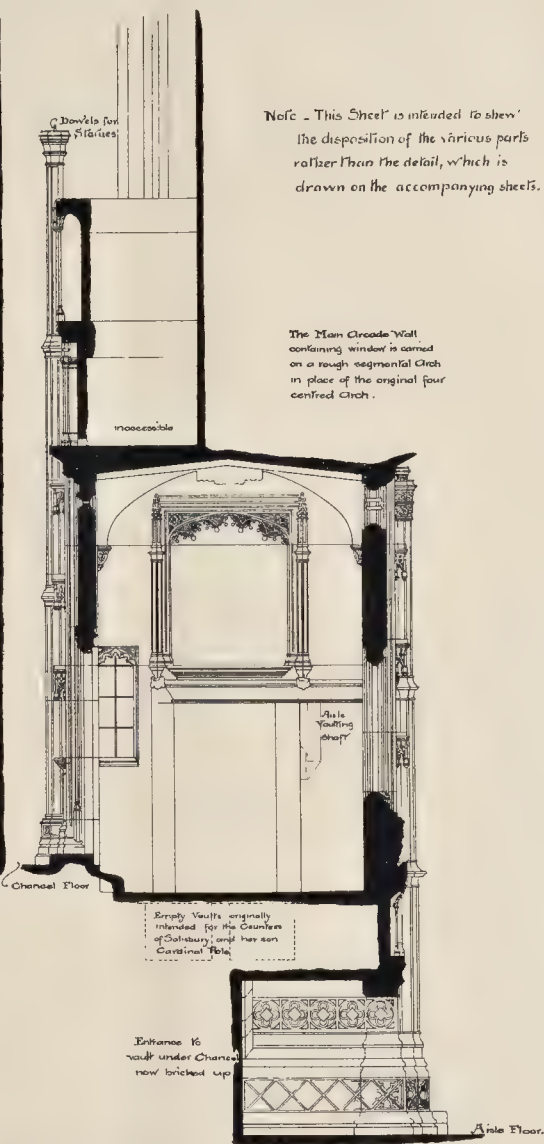 Dowels for
Statues
Note - This Sheet is intended to shew
the disposition of the various parts
rather than the detail, which is
drawn on the accompanying sheets.
The Main Arcade Wall
containing window is carried
on a rough segmental Arch
in place of the original four
centred Arch.
inaccessible
Aisle
Vaulting
Shaft
Chancel Floor
Empty Vaults originally
intended for the Countess
of Salisbury and her son
Cardinal Pole
Entrance to
vault under Chancel
now bricked up
Aisle Floor.